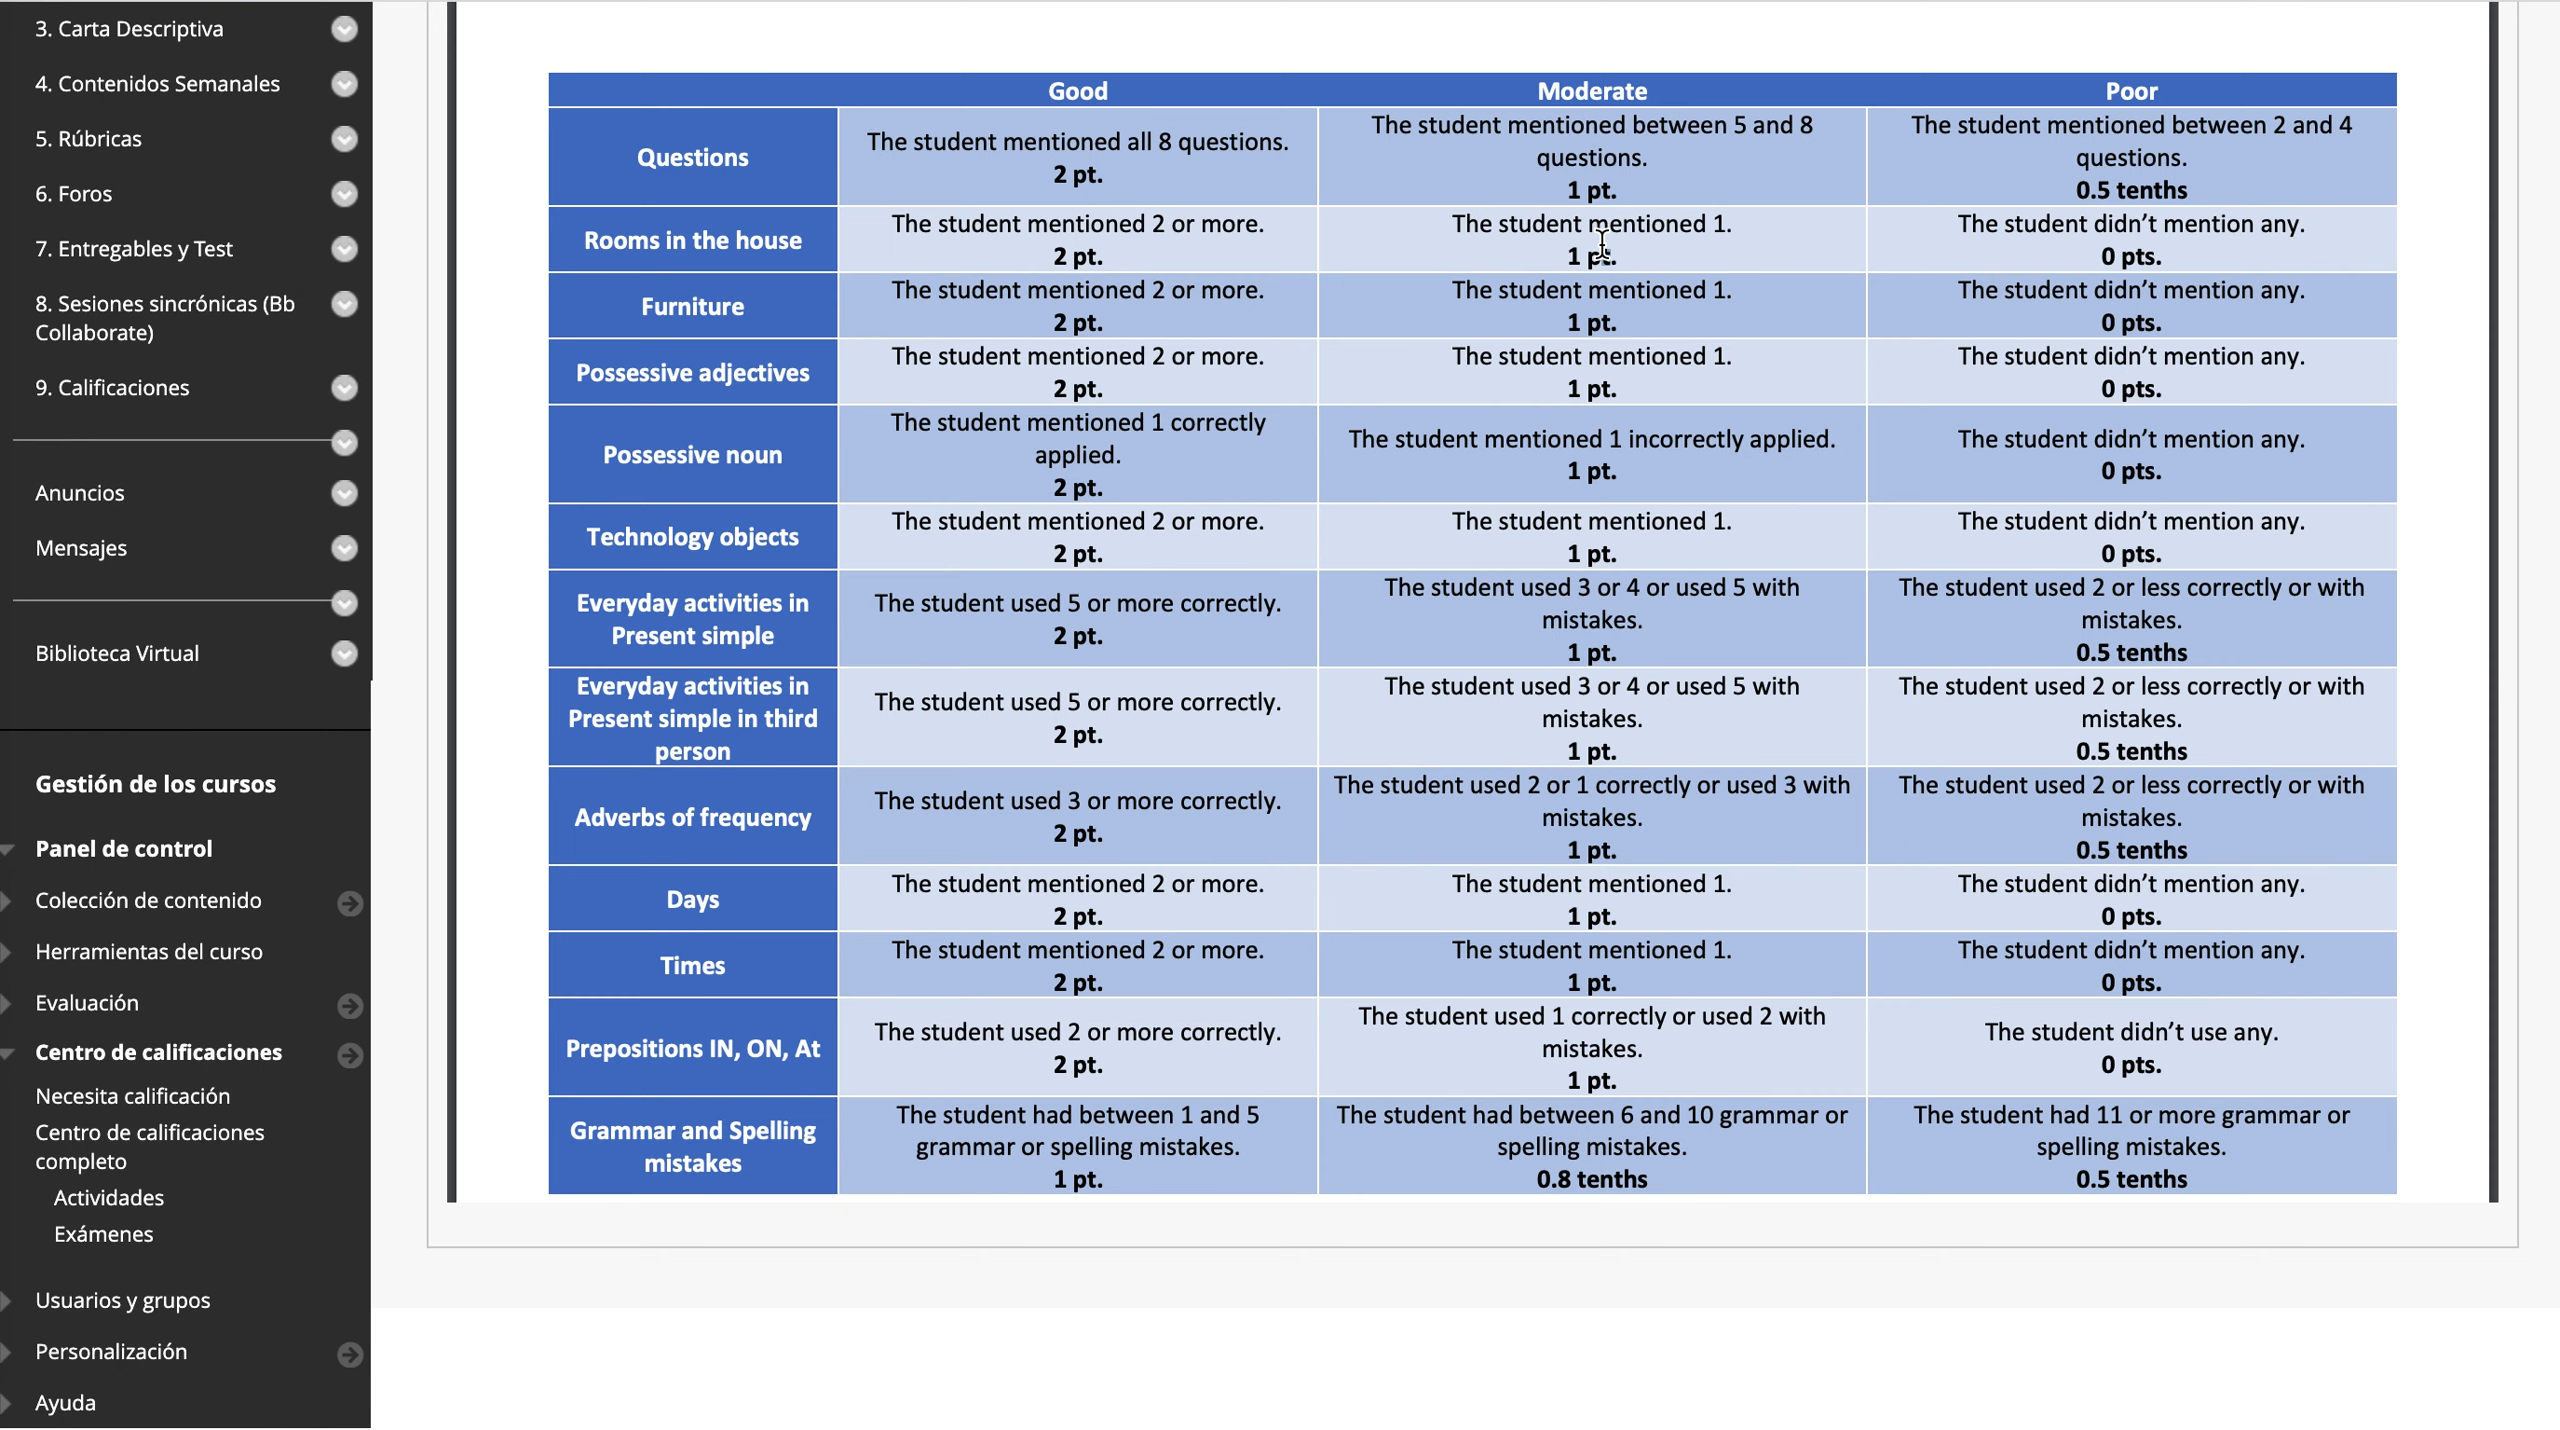 3. Carta Descriptiva
4. Contenidos Semanales
5. Rúbricas
6. Foros
7. Entregables y Test
8. Sesiones sincrónicas (Bb
Collaborate)
9. Calificaciones
Anuncios
Mensajes
Biblioteca Virtual
Gestión de los cursos
Panel de control
Colección de contenido
Herramientas del curso
Evaluación
Centro de calificaciones
Necesita calificación
Centro de calificaciones
completo
Actividades
Exámenes
Usuarios y grupos
Personalización
Ayuda
Good
Moderate
Poor
Questions
The student mentioned all 8 questions.
2 pt.
The student mentioned between 5 and 8
questions.
1 pt.
The student mentioned between 2 and 4
questions.
0.5 tenths
Rooms in the house
The student mentioned 2 or more.
2 pt.
The student mentioned 1.
1 pt.
The student didn’t mention any.
0 pts.
Furniture
The student mentioned 2 or more.
2 pt.
The student mentioned 1.
1 pt.
The student didn’t mention any.
0 pts.
Possessive adjectives
The student mentioned 2 or more.
2 pt.
The student mentioned 1.
1 pt.
The student didn’t mention any.
0 pts.
Possessive noun
The student mentioned 1 correctly
applied.
2 pt.
The student mentioned 1 incorrectly applied.
1 pt.
The student didn’t mention any.
0 pts.
Technology objects
The student mentioned 2 or more.
2 pt.
The student mentioned 1.
1 pt.
The student didn’t mention any.
0 pts.
Everyday activities in
Present simple
The student used 5 or more correctly.
2 pt.
The student used 3 or 4 or used 5 with
mistakes.
1 pt.
The student used 2 or less correctly or with
mistakes.
0.5 tenths
Everyday activities in
Present simple in third
person
The student used 5 or more correctly.
2 pt.
The student used 3 or 4 or used 5 with
mistakes.
1 pt.
The student used 2 or less correctly or with
mistakes.
0.5 tenths
Adverbs of frequency
The student used 3 or more correctly.
2 pt.
The student used 2 or 1 correctly or used 3 with
mistakes.
1 pt.
The student used 2 or less correctly or with
mistakes.
0.5 tenths
Days
The student mentioned 2 or more.
2 pt.
The student mentioned 1.
1 pt.
The student didn’t mention any.
0 pts.
Times
The student mentioned 2 or more.
2 pt.
The student mentioned 1.
1 pt.
The student didn’t mention any.
0 pts.
Prepositions IN, ON, At
The student used 2 or more correctly.
2 pt.
The student used 1 correctly or used 2 with
mistakes.
1 pt.
The student didn’t use any.
0 pts.
Grammar and Spelling
mistakes
The student had between 1 and 5
grammar or spelling mistakes.
1 pt.
The student had between 6 and 10 grammar or
spelling mistakes.
0.8 tenths
The student had 11 or more grammar or
spelling mistakes.
0.5 tenths